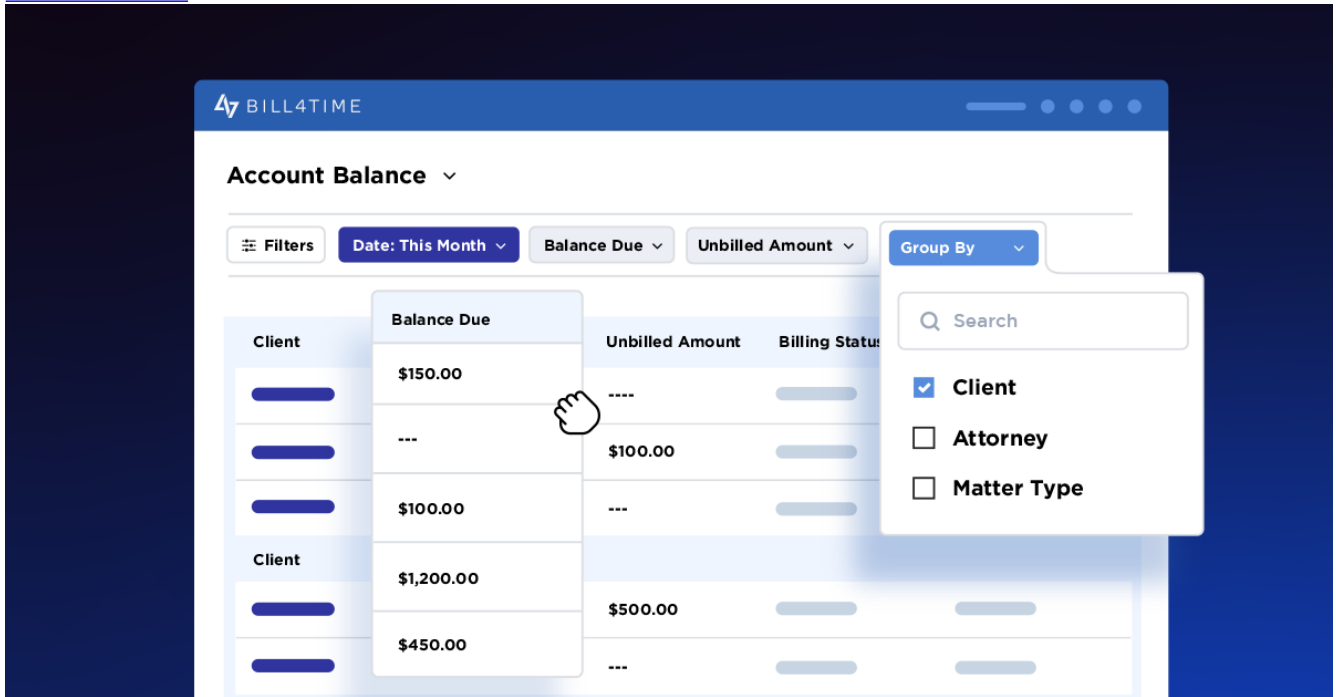 BILL4TIME
Account Balance
Filters
Date: This Month
Balance Due
Unbilled Amount
Group By
Search
Client
Attorney
Matter Type
Client
Balance Due
Unbilled Amount
Billing Status
$150.00
----
---
$100.00
$100.00
---
Client
$1,200.00
$500.00
$450.00
---